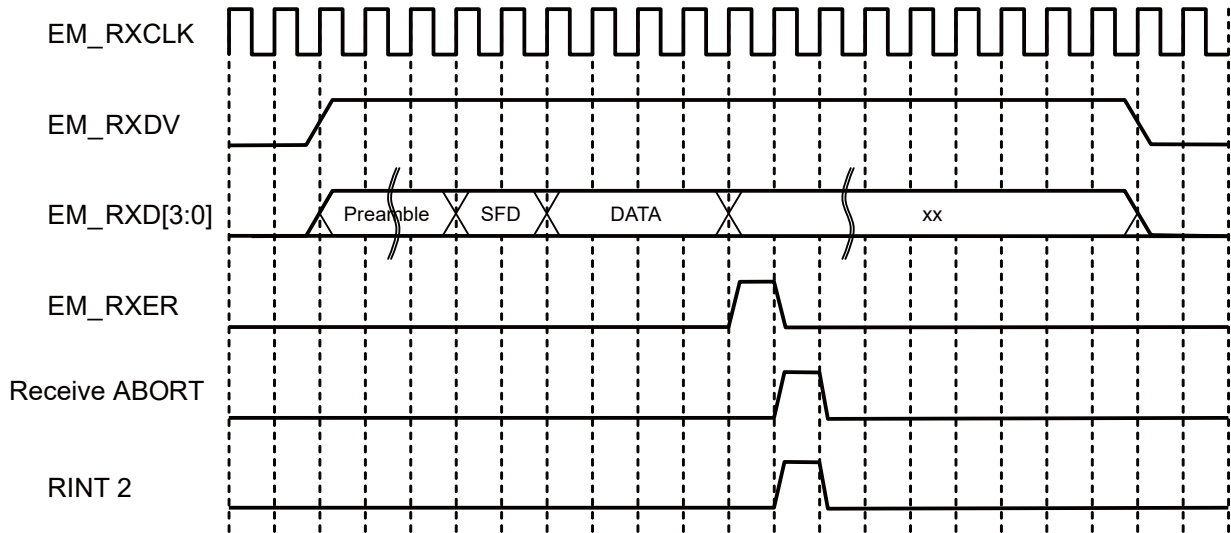 EM_RXCLK
EM_RXDV
EM_RXD[3:0]
Preamble
SFD
DATA
xx
EM_RXER
Receive ABORT
RINT 2